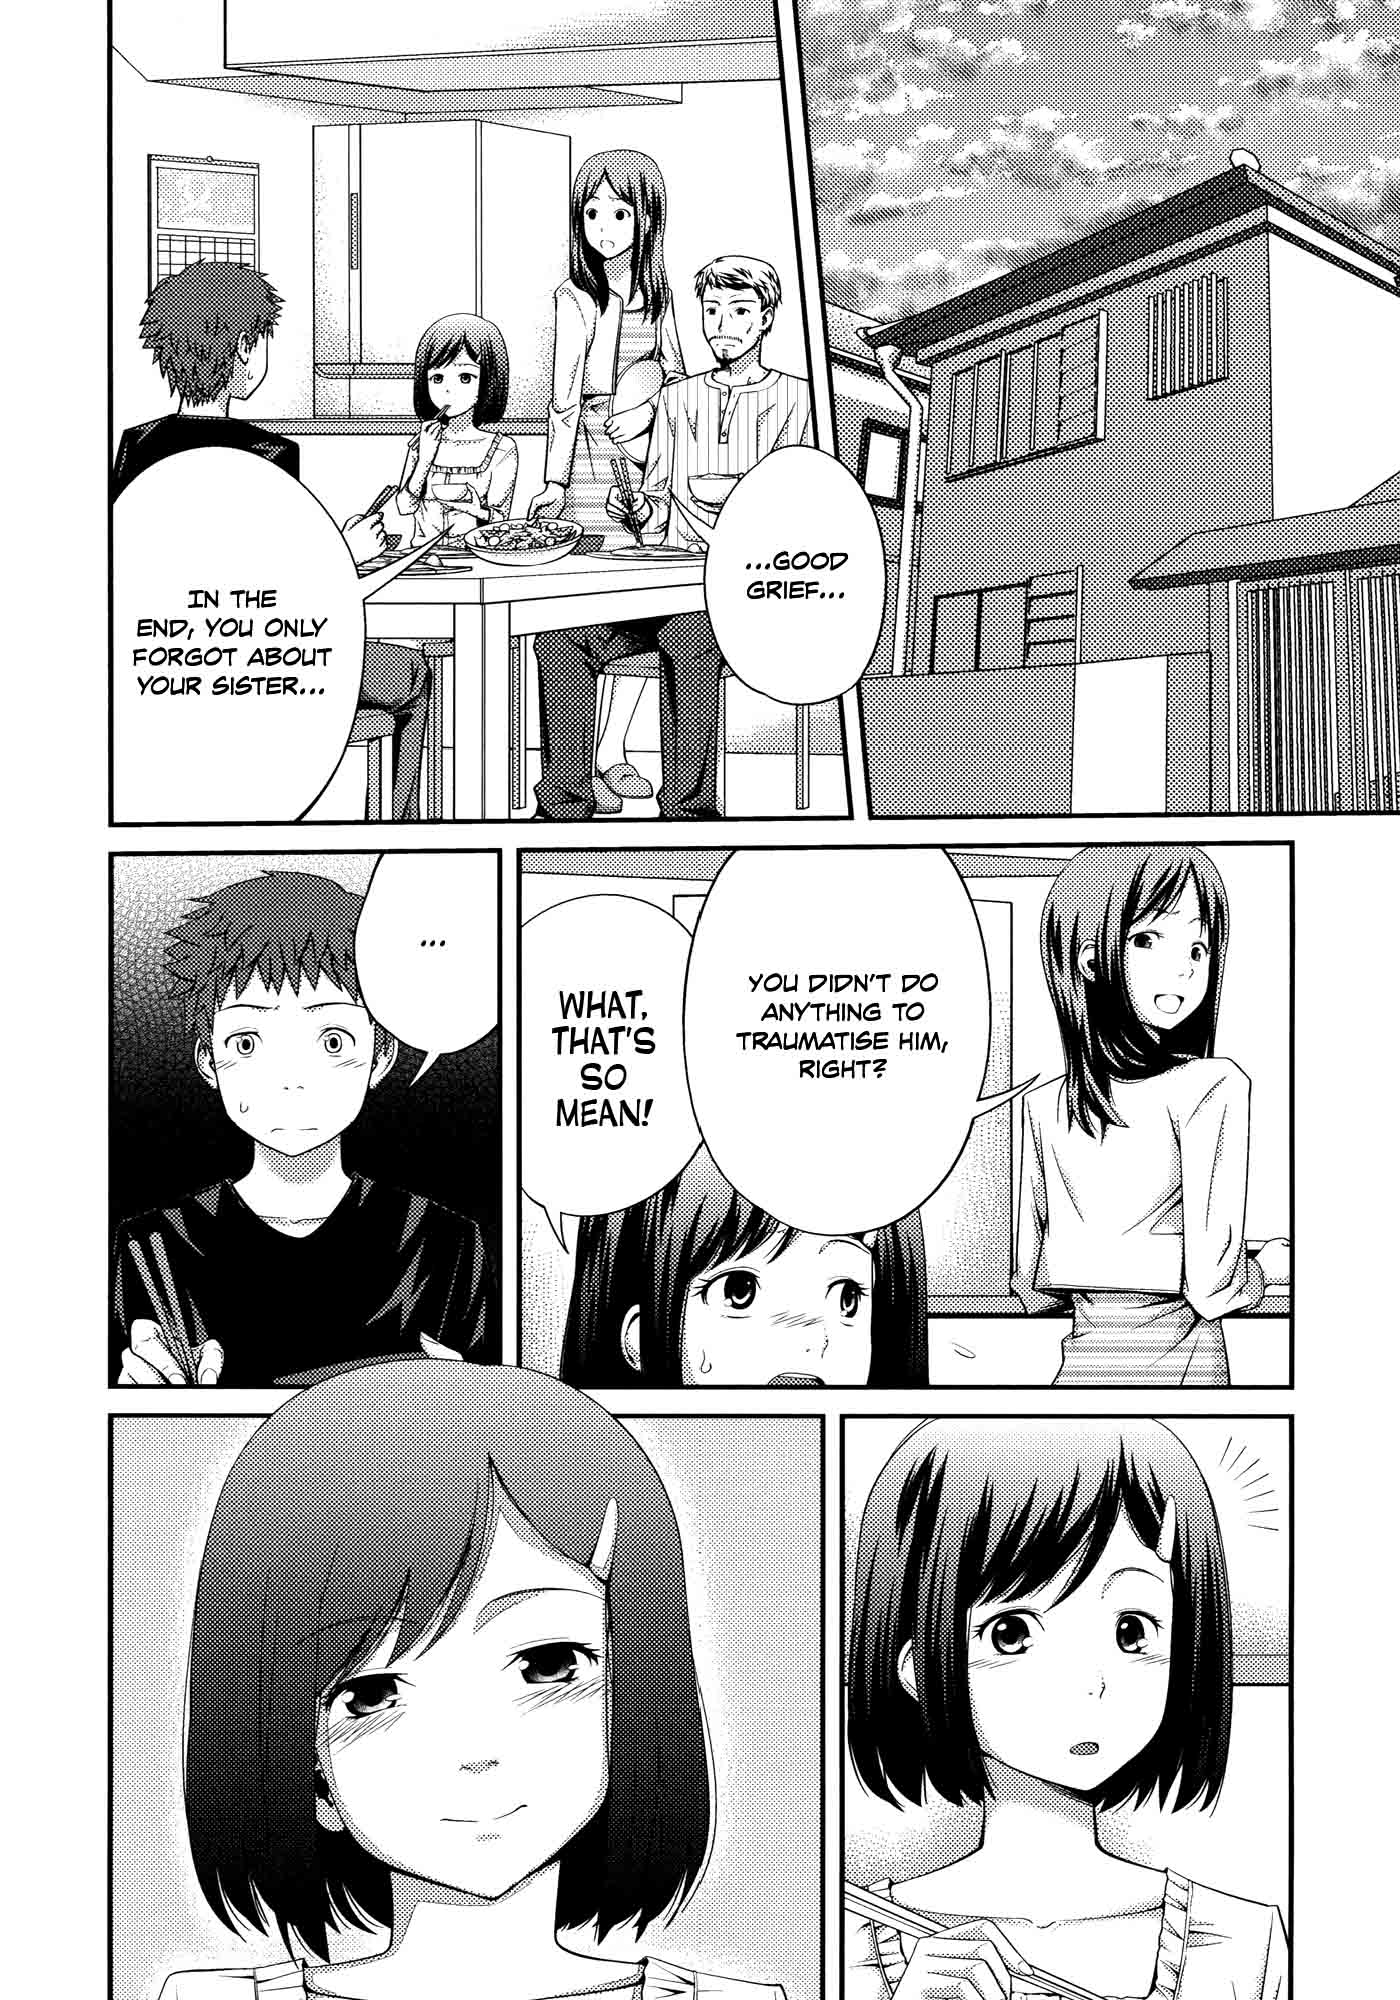 ...GOOD
GRIEF...
IN THE
END, YOU ONLY
FORGOT ABOUT
YOUR SISTER...
YOU DIDN'T DO
ANYTHING TO
TRAUMATISE HIM,
RIGHT?
WHAT,
THAT'S
SO
MEAN!
...